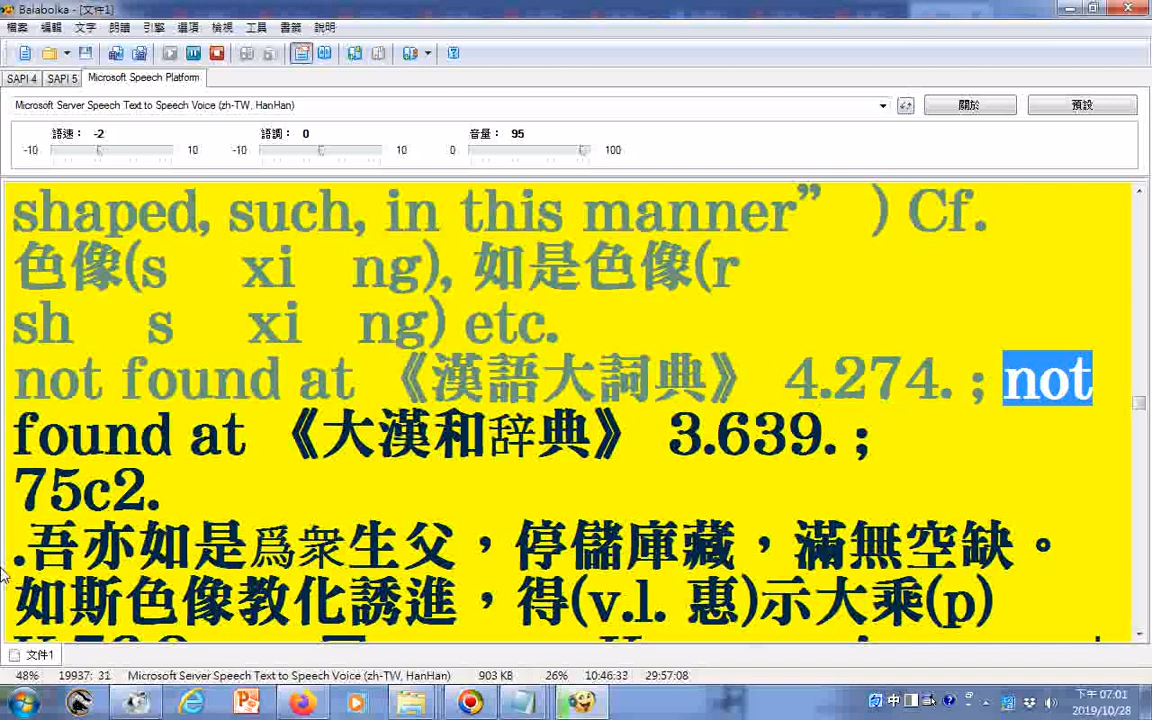 Balabolka - [文件1]
檔案 編輯 文字 朗讀 引擎 選項 檢視 工具 書籤 說明
SAPI 4 SAPI 5 Microsoft Speech Platform
Microsoft Server Speech Text to Speech Voice (zh-TW, HanHan) 關於 預設
語速： -2 語調： 0 音量： 95
-10 10 -10 10 0 100
shaped, such, in this manner” ) Cf.
色像(s xi ng), 如是色像(r
sh s xi ng) etc.
not found at 《漢語大詞典》 4.274. ; not
found at 《大漢和辞典》 3.639. ;
75c2.
.吾亦如是爲衆生父，停儲庫藏，滿無空缺。
如斯色像教化誘進，得(v.l. 惠)示大乘(p)
文件1
48% 19937: 31 Microsoft Server Speech Text to Speech Voice (zh-TW, HanHan) 903 KB 26% 10:46:33 29:57:08
中 下午 07:01
2019/10/28